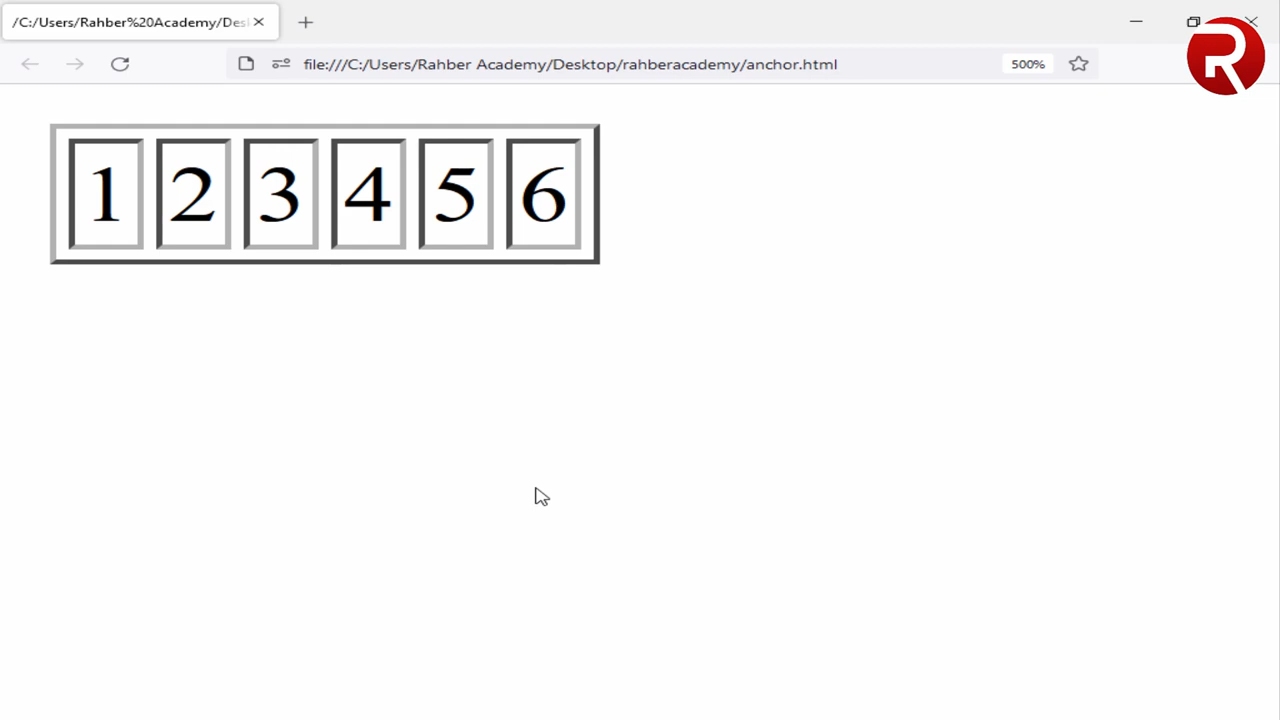 /C:/Users/Rahber%20Academy/Des
file:///C:/Users/Rahber Academy/Desktop/rahberacademy/anchor.html
500%
R
1 2 3 4 5 6